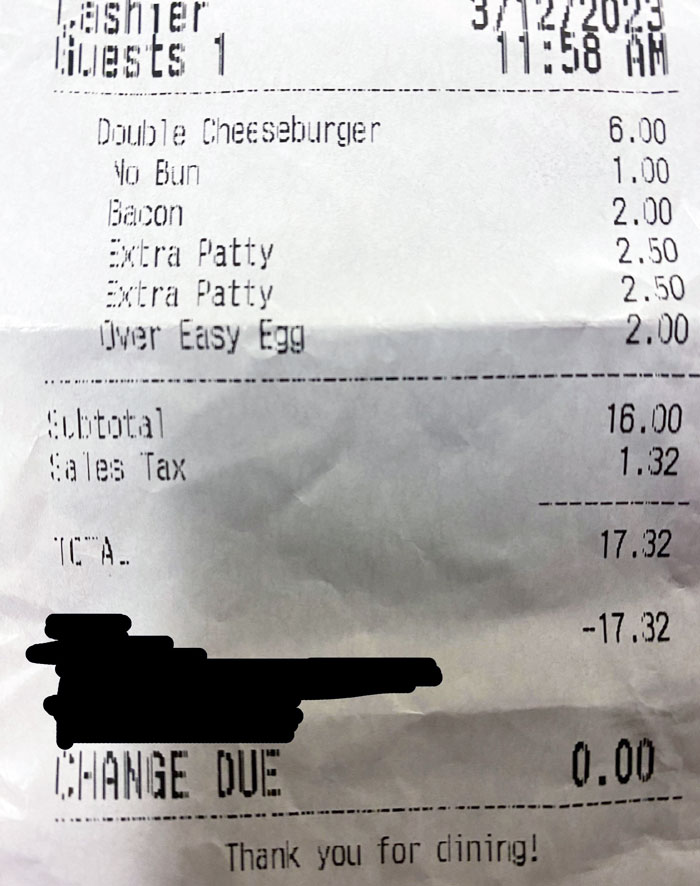 Cashier 3/12/2023
Guests 1 11:58 AM
Double Cheeseburger 6.00
No Bun 1.00
Bacon 2.00
Extra Patty 2.50
Extra Patty 2.50
Over Easy Egg 2.00
Subtotal 16.00
Sales Tax 1.32
TOTAL 17.32
-17.32
CHANGE DUE 0.00
Thank you for dining!